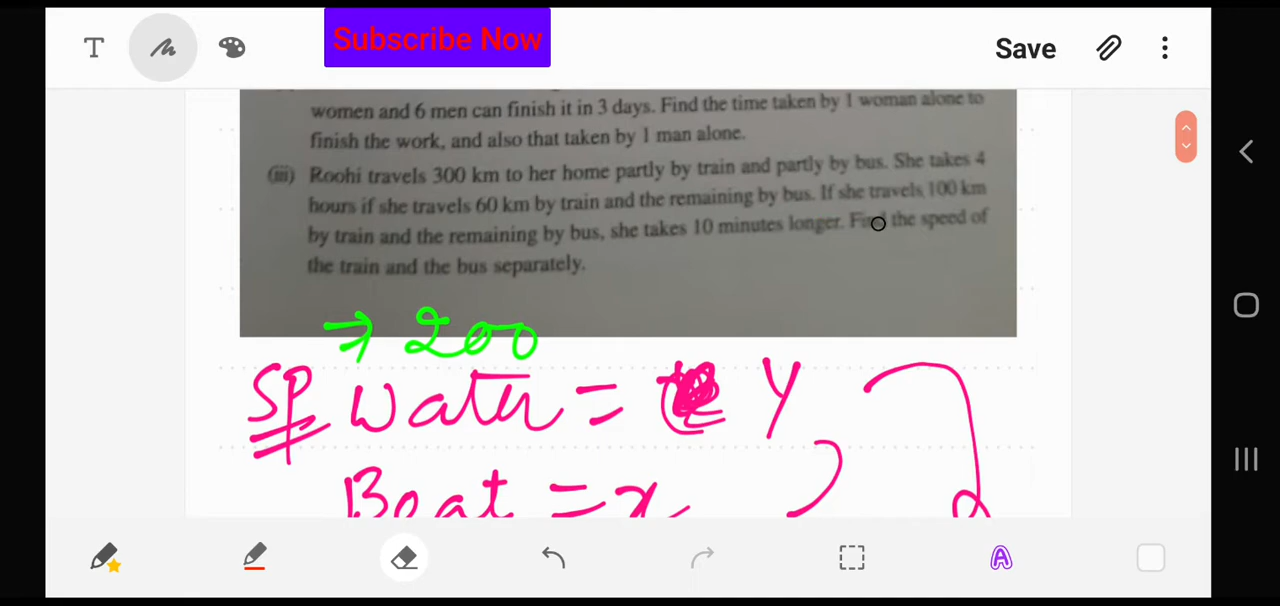 T
Subscribe Now
Save
women and 6 men can finish it in 3 days. Find the time taken by 1 woman alone to
finish the work, and also that taken by 1 man alone.
(iii) Roohi travels 300 km to her home partly by train and partly by bus. She takes 4
hours if she travels 60 km by train and the remaining by bus. If she travels 100 km
by train and the remaining by bus, she takes 10 minutes longer. Find the speed of
the train and the bus separately.
→ 200
SP Water = Y
Boat = x
A